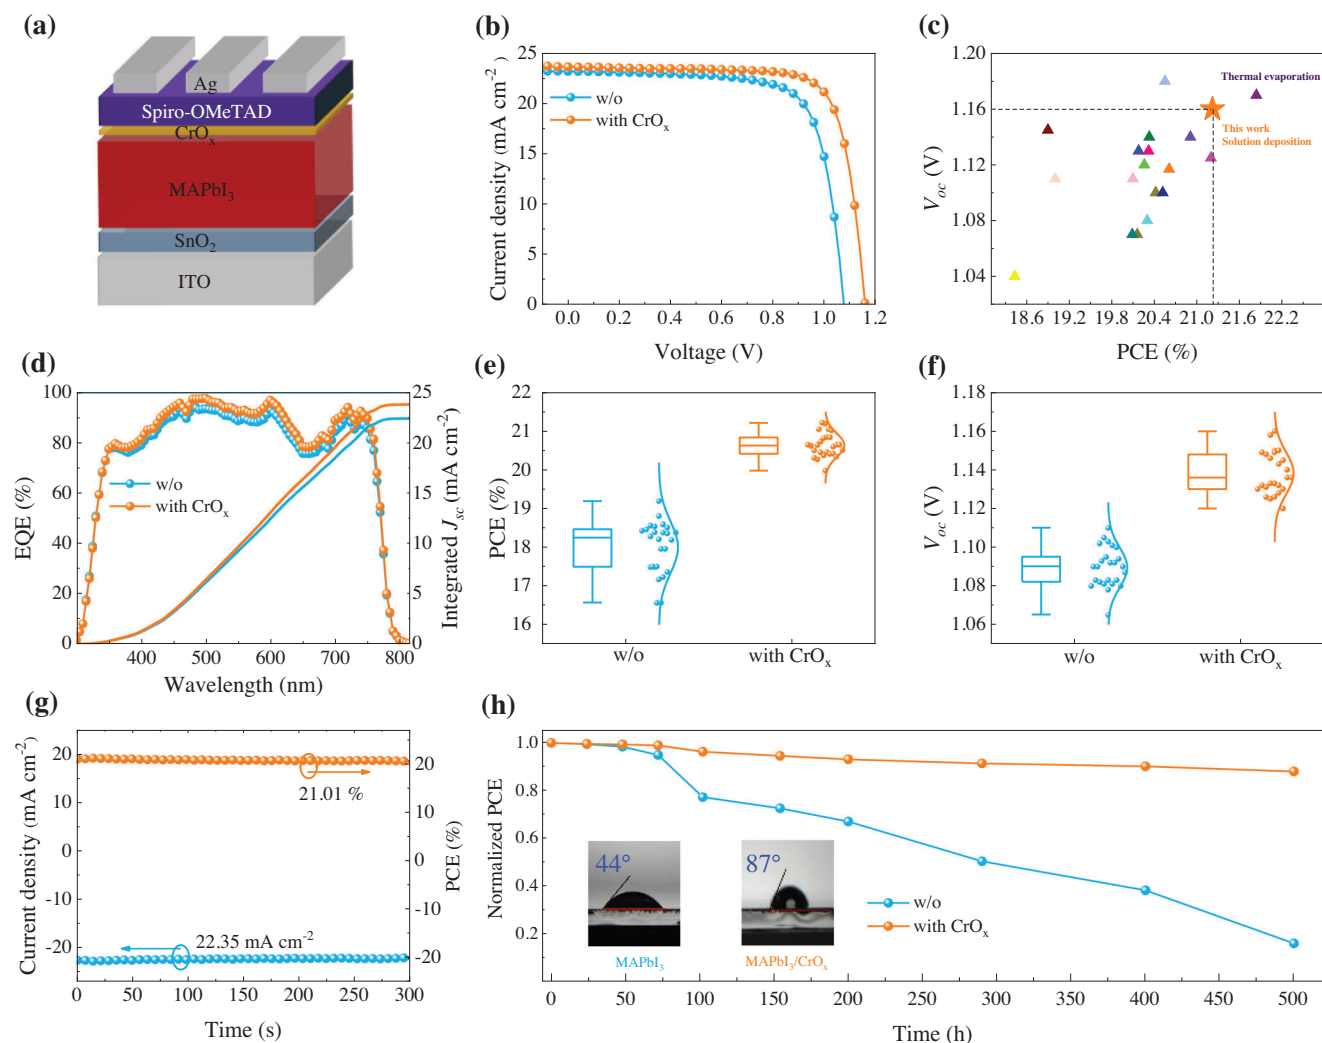 (a)
Ag
Spiro-OMeTAD
CrOₓ
MAPbI₃
SnO₂
ITO
(b)
25
20
15
10
5
0
0.0 0.2 0.4 0.6 0.8 1.0 1.2
Current density (mA cm⁻²)
Voltage (V)
w/o
with CrOₓ
(c)
1.20
1.16
1.12
1.08
1.04
18.6 19.2 19.8 20.4 21.0 21.6 22.2
V_oc (V)
PCE (%)
Thermal evaporation
This work
Solution deposition
(d)
100
80
60
40
20
0
400 500 600 700 800
25
20
15
10
5
0
EQE (%)
Integrated J_sc (mA cm⁻²)
Wavelength (nm)
w/o
with CrOₓ
(e)
22
21
20
19
18
17
16
PCE (%)
w/o
with CrOₓ
(f)
1.18
1.16
1.14
1.12
1.10
1.08
1.06
V_oc (V)
w/o
with CrOₓ
(g)
20
10
0
-10
-20
0 50 100 150 200 250 300
20
10
0
-10
-20
Current density (mA cm⁻²)
PCE (%)
Time (s)
21.01 %
22.35 mA cm⁻²
(h)
1.0
0.8
0.6
0.4
0.2
0 50 100 150 200 250 300 350 400 450 500
Normalized PCE
Time (h)
44°
MAPbI₃
87°
MAPbI₃/CrOₓ
w/o
with CrOₓ